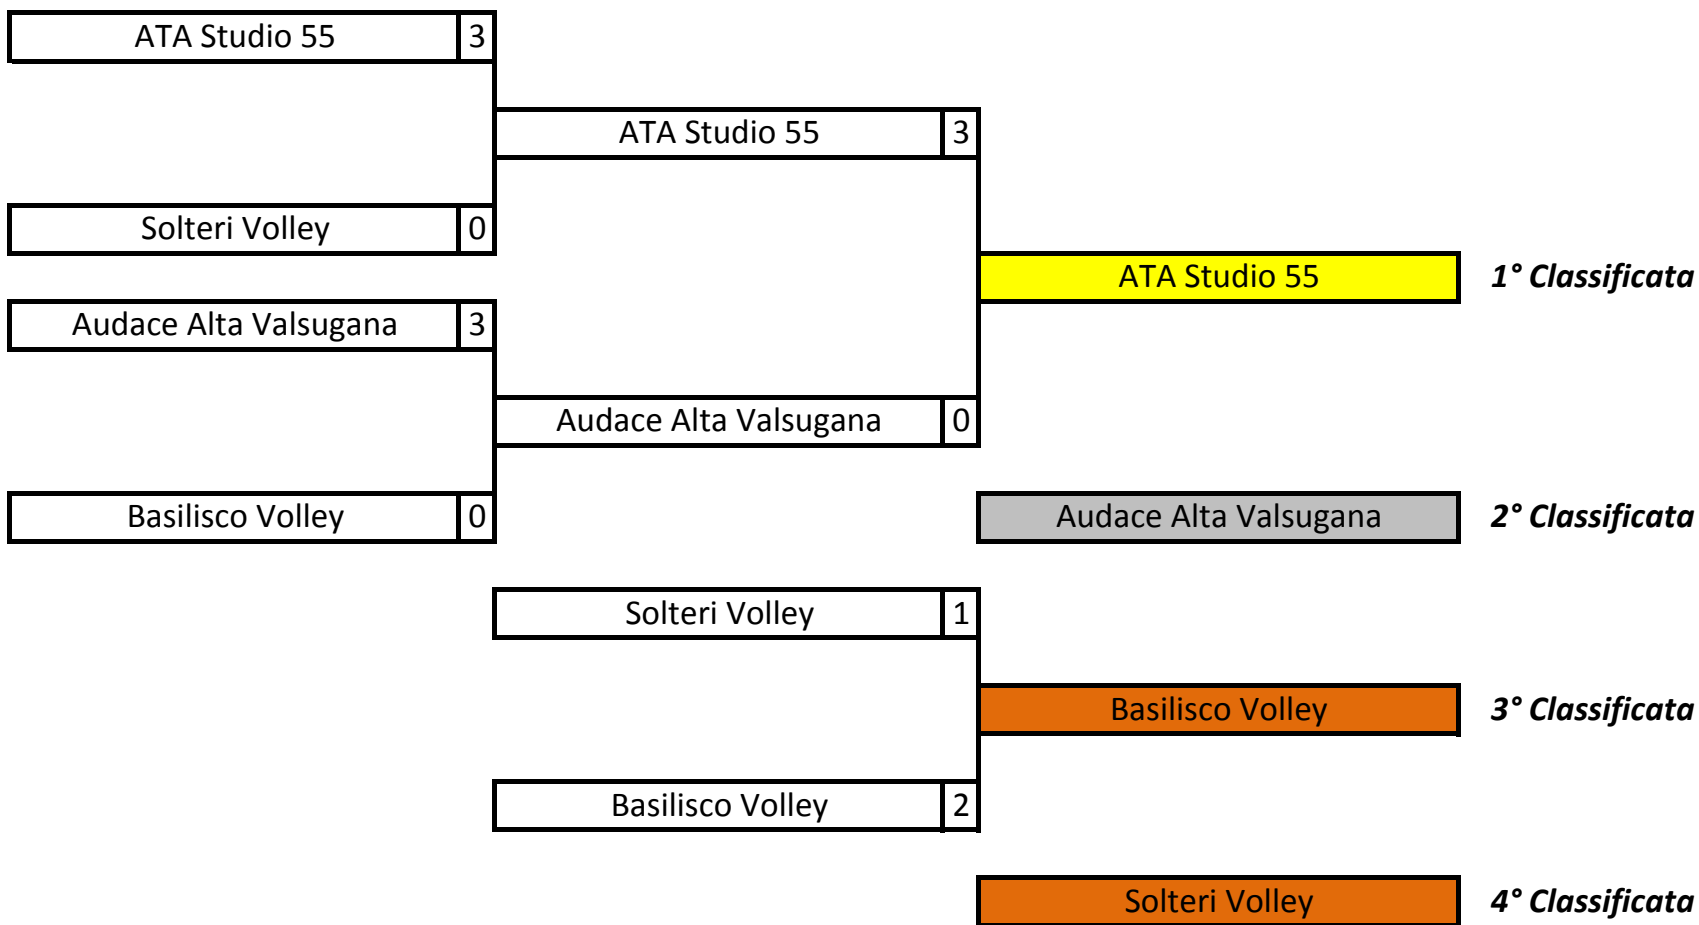 ATA Studio 55 3
ATA Studio 55 3
Solteri Volley 0
ATA Studio 55 1° Classificata
Audace Alta Valsugana 3
Audace Alta Valsugana 0
Basilisco Volley 0
Audace Alta Valsugana 2° Classificata
Solteri Volley 1
Basilisco Volley 3° Classificata
Basilisco Volley 2
Solteri Volley 4° Classificata